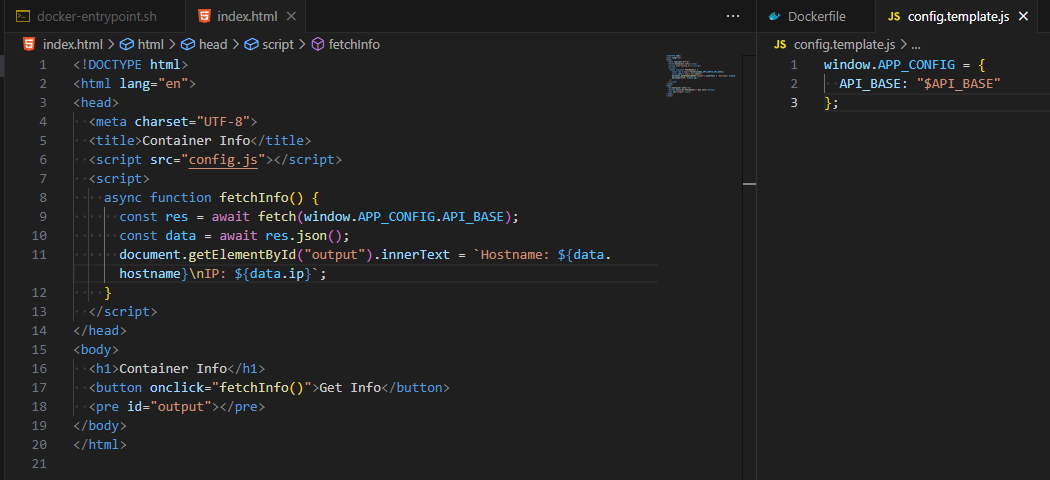 docker-entrypoint.sh
index.html
index.html > html > head > script > fetchInfo
1 <!DOCTYPE html>
2 <html lang="en">
3 <head>
4 <meta charset="UTF-8">
5 <title>Container Info</title>
6 <script src="config.js"></script>
7 <script>
8 async function fetchInfo() {
9 const res = await fetch(window.APP_CONFIG.API_BASE);
10 const data = await res.json();
11 document.getElementById("output").innerText = `Hostname: ${data.
hostname}\nIP: ${data.ip}`;
12 }
13 </script>
14 </head>
15 <body>
16 <h1>Container Info</h1>
17 <button onclick="fetchInfo()">Get Info</button>
18 <pre id="output"></pre>
19 </body>
20 </html>
21
Dockerfile
JS config.template.js
JS config.template.js > ...
1 window.APP_CONFIG = {
2 API_BASE: "$API_BASE"
3 };